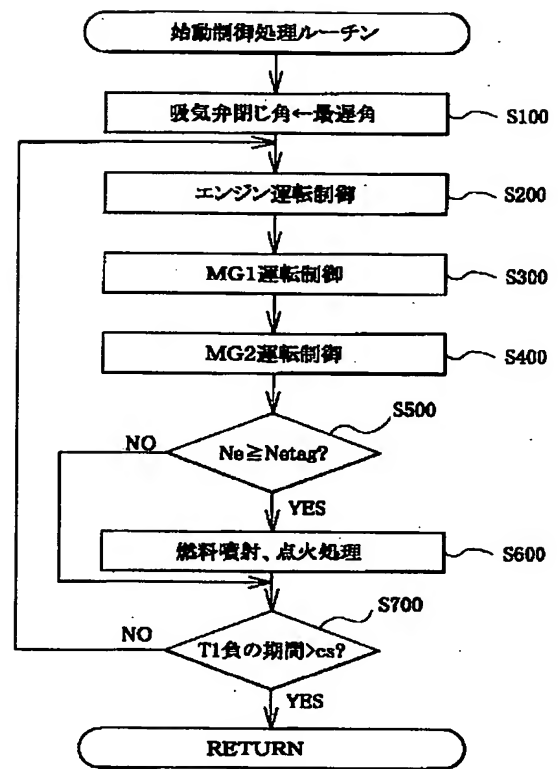 始動制御処理ルーチン
吸気弁閉じ角←最遅角
S100
エンジン運転制御
S200
MG1運転制御
S300
MG2運転制御
S400
S500
NO
Ne≧Netag?
YES
燃料噴射、点火処理
S600
S700
NO
T1負の期間>cs?
YES
RETURN